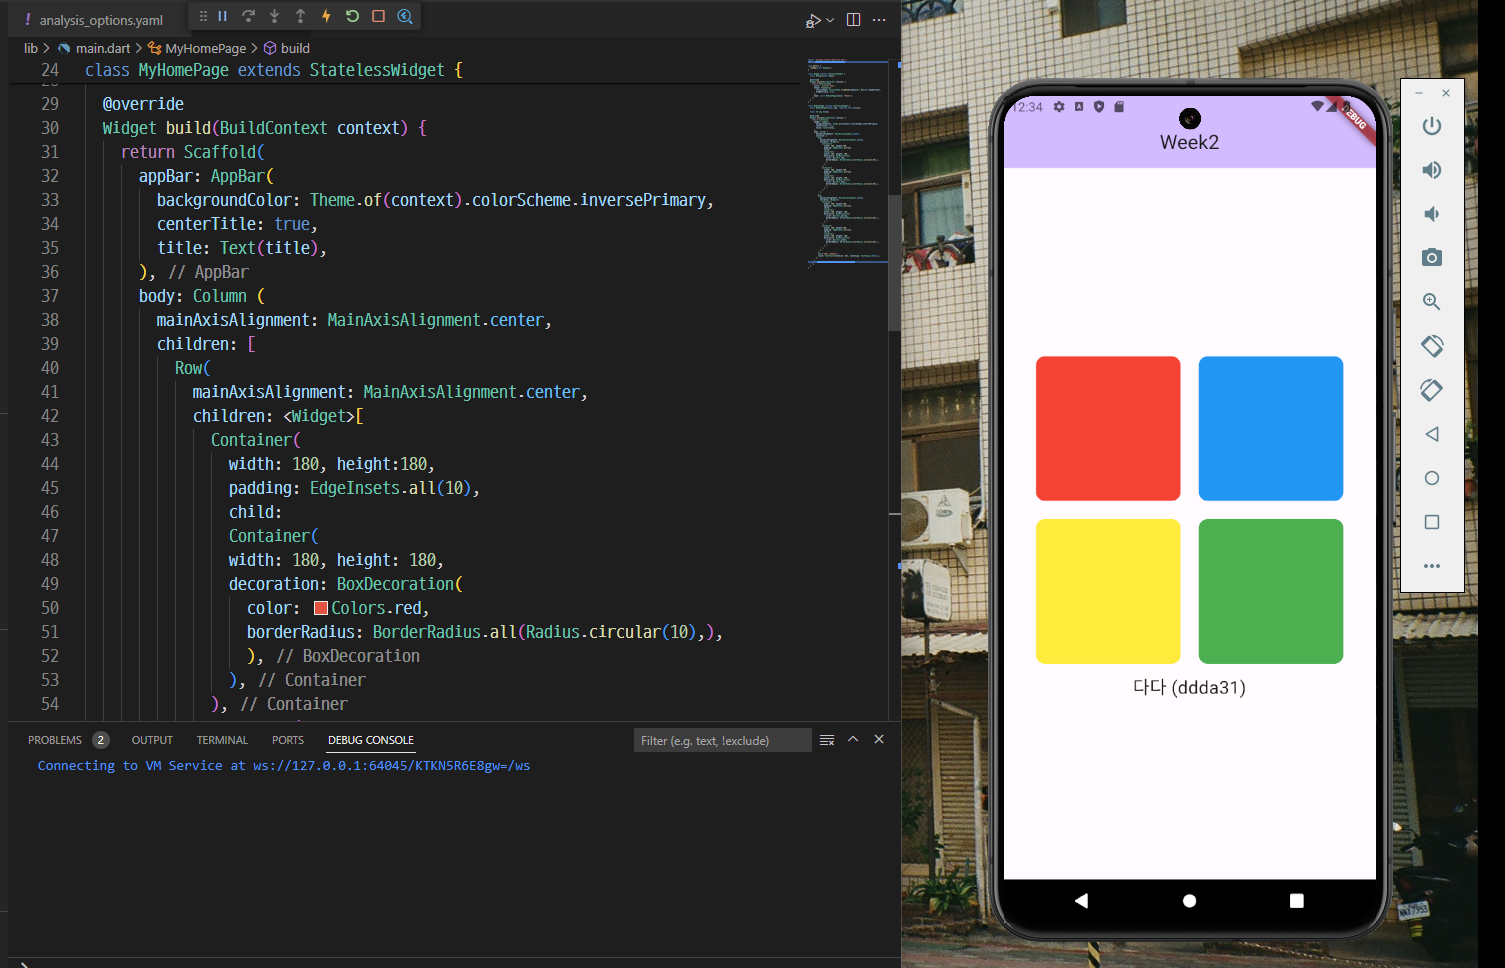 ! analysis_options.yaml
lib > main.dart > MyHomePage > build
24 class MyHomePage extends StatelessWidget {
29 @override
30 Widget build(BuildContext context) {
31 return Scaffold(
32 appBar: AppBar(
33 backgroundColor: Theme.of(context).colorScheme.inversePrimary,
34 centerTitle: true,
35 title: Text(title),
36 ), // AppBar
37 body: Column (
38 mainAxisAlignment: MainAxisAlignment.center,
39 children: [
40 Row(
41 mainAxisAlignment: MainAxisAlignment.center,
42 children: <Widget>[
43 Container(
44 width: 180, height:180,
45 padding: EdgeInsets.all(10),
46 child:
47 Container(
48 width: 180, height: 180,
49 decoration: BoxDecoration(
50 color: Colors.red,
51 borderRadius: BorderRadius.all(Radius.circular(10),),
52 ), // BoxDecoration
53 ), // Container
54 ), // Container
PROBLEMS 2 OUTPUT TERMINAL PORTS DEBUG CONSOLE Filter (e.g. text, !exclude)
Connecting to VM Service at ws://127.0.0.1:64045/KTKN5R6E8gw=/ws
12:34
DEBUG
Week2
다다 (ddda31)